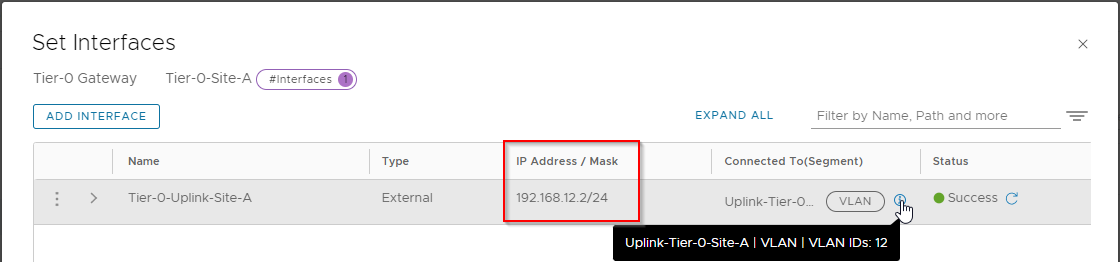 Set Interfaces
Tier-0 Gateway Tier-0-Site-A #Interfaces 1
ADD INTERFACE EXPAND ALL Filter by Name, Path and more
Name Type IP Address / Mask Connected To(Segment) Status
Tier-0-Uplink-Site-A External 192.168.12.2/24 Uplink-Tier-0... VLAN Success
Uplink-Tier-0-Site-A | VLAN | VLAN IDs: 12